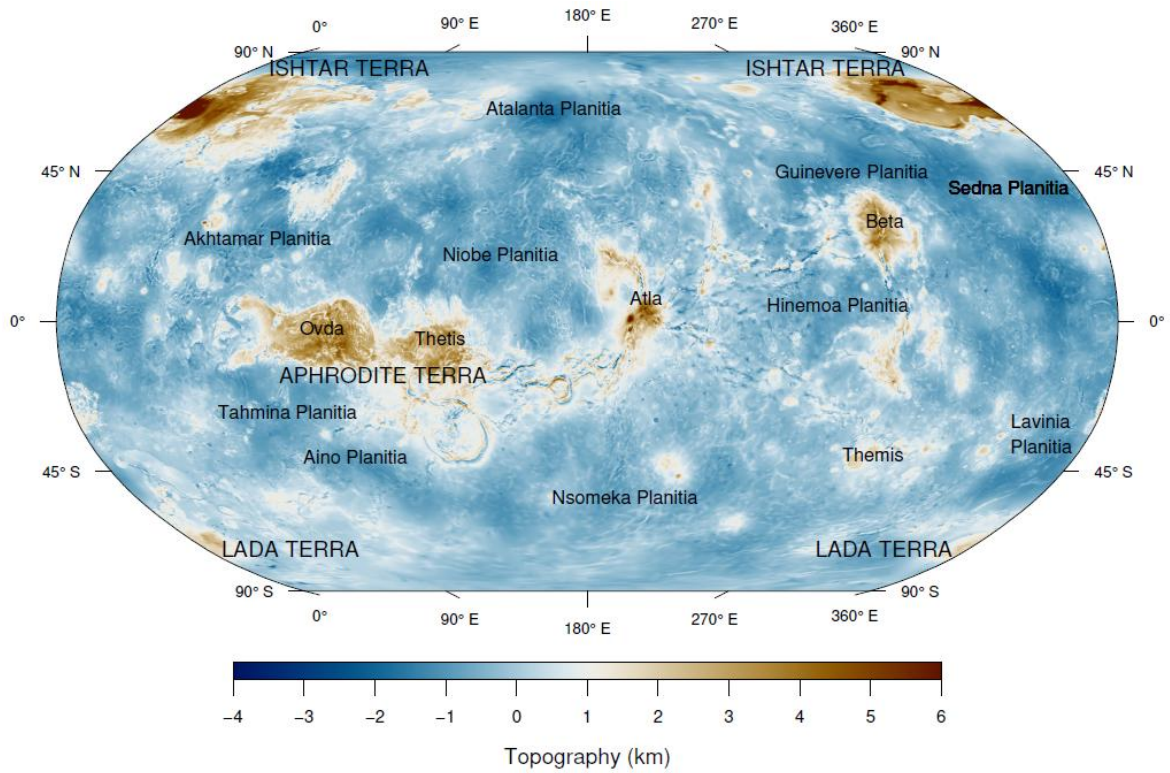 0° 90° E 180° E 270° E 360° E
90° N 90° N
ISHTAR TERRA ISHTAR TERRA
Atalanta Planitia
45° N Guinevere Planitia 45° N
Sedna Planitia
Beta
Akhtamar Planitia
Niobe Planitia
Atla
Hinemoa Planitia
0° Ovda 0°
Thetis
APHRODITE TERRA
Tahmina Planitia
Lavinia
Planitia
Aino Planitia Themis
45° S 45° S
Nsomeka Planitia
LADA TERRA LADA TERRA
90° S 90° S
0° 90° E 180° E 270° E 360° E
−4 −3 −2 −1 0 1 2 3 4 5 6
Topography (km)